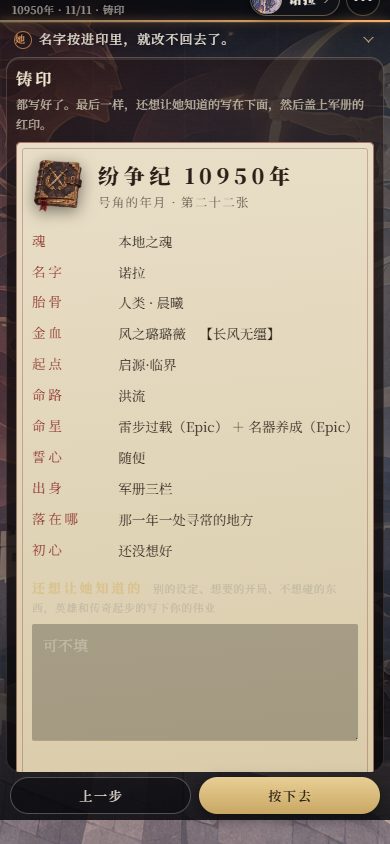 10950年 · 11/11 · 铸印
诺拉
她 名字按进印里，就改不回去了。
铸印
都写好了。最后一样，还想让她知道的写在下面，然后盖上军册的
红印。
纷争纪 10950年
号角的年月 · 第二十二张
魂 本地之魂
名字 诺拉
胎骨 人类 · 晨曦
金血 风之璐璐薇 【长风无缰】
起点 启源·临界
命路 洪流
命星 雷步过载（Epic） ＋ 名器养成（Epic）
誓心 随便
出身 军册三栏
落在哪 那一年一处寻常的地方
初心 还没想好
还想让她知道的 别的设定、想要的开局、不想碰的东
西，英雄和传奇起步的写下你的伟业
可不填
上一步
按下去